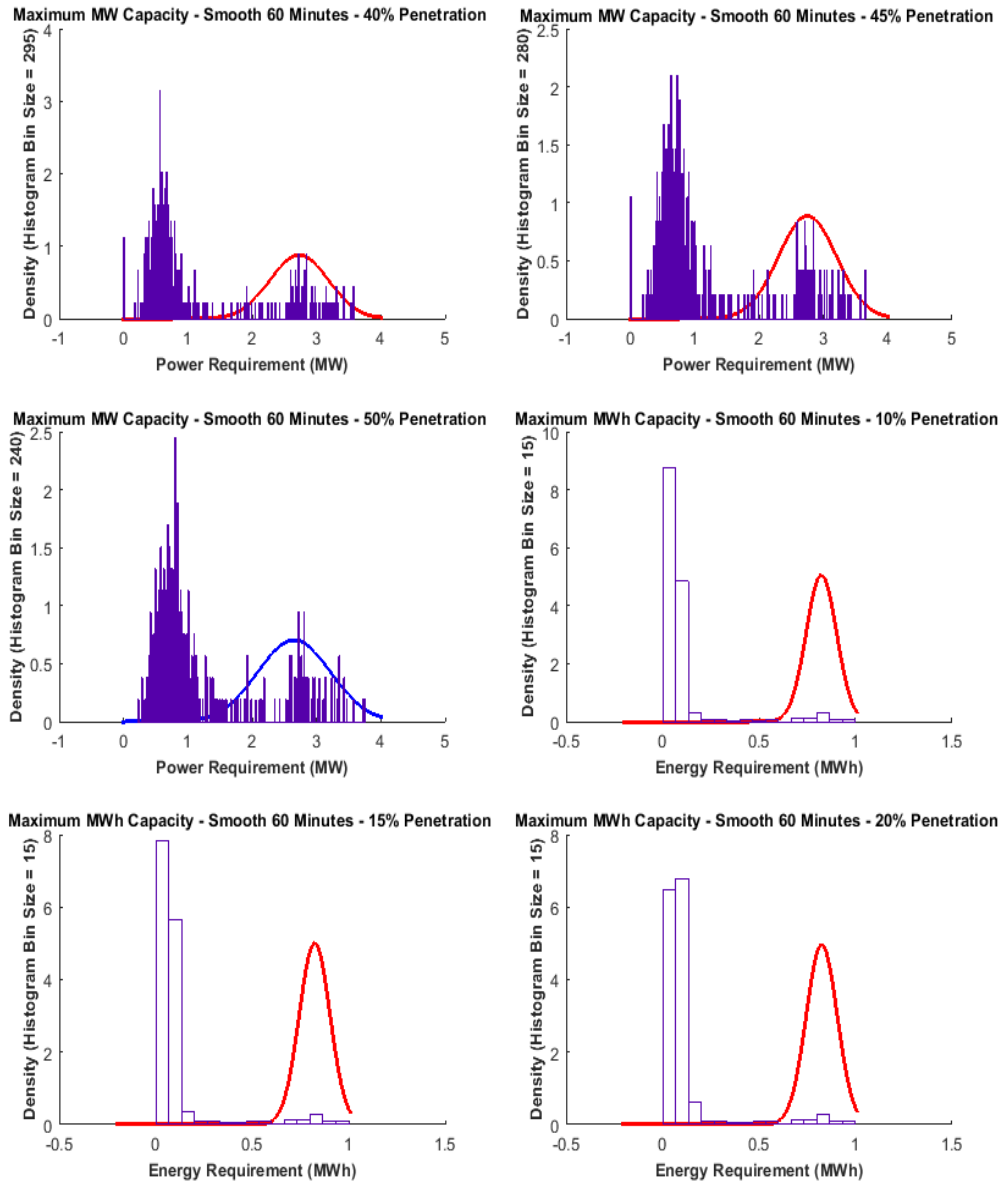 Maximum MW Capacity - Smooth 60 Minutes - 40% Penetration
Density (Histogram Bin Size = 295)
4
3
2
1
0
-1 0 1 2 3 4 5
Power Requirement (MW)
Maximum MW Capacity - Smooth 60 Minutes - 45% Penetration
Density (Histogram Bin Size = 280)
2.5
2
1.5
1
0.5
0
-1 0 1 2 3 4 5
Power Requirement (MW)
Maximum MW Capacity - Smooth 60 Minutes - 50% Penetration
Density (Histogram Bin Size = 240)
2.5
2
1.5
1
0.5
0
-1 0 1 2 3 4 5
Power Requirement (MW)
Maximum MWh Capacity - Smooth 60 Minutes - 10% Penetration
Density (Histogram Bin Size = 15)
10
8
6
4
2
0
-0.5 0 0.5 1 1.5
Energy Requirement (MWh)
Maximum MWh Capacity - Smooth 60 Minutes - 15% Penetration
Density (Histogram Bin Size = 15)
8
6
4
2
0
-0.5 0 0.5 1 1.5
Energy Requirement (MWh)
Maximum MWh Capacity - Smooth 60 Minutes - 20% Penetration
Density (Histogram Bin Size = 15)
8
6
4
2
0
-0.5 0 0.5 1 1.5
Energy Requirement (MWh)